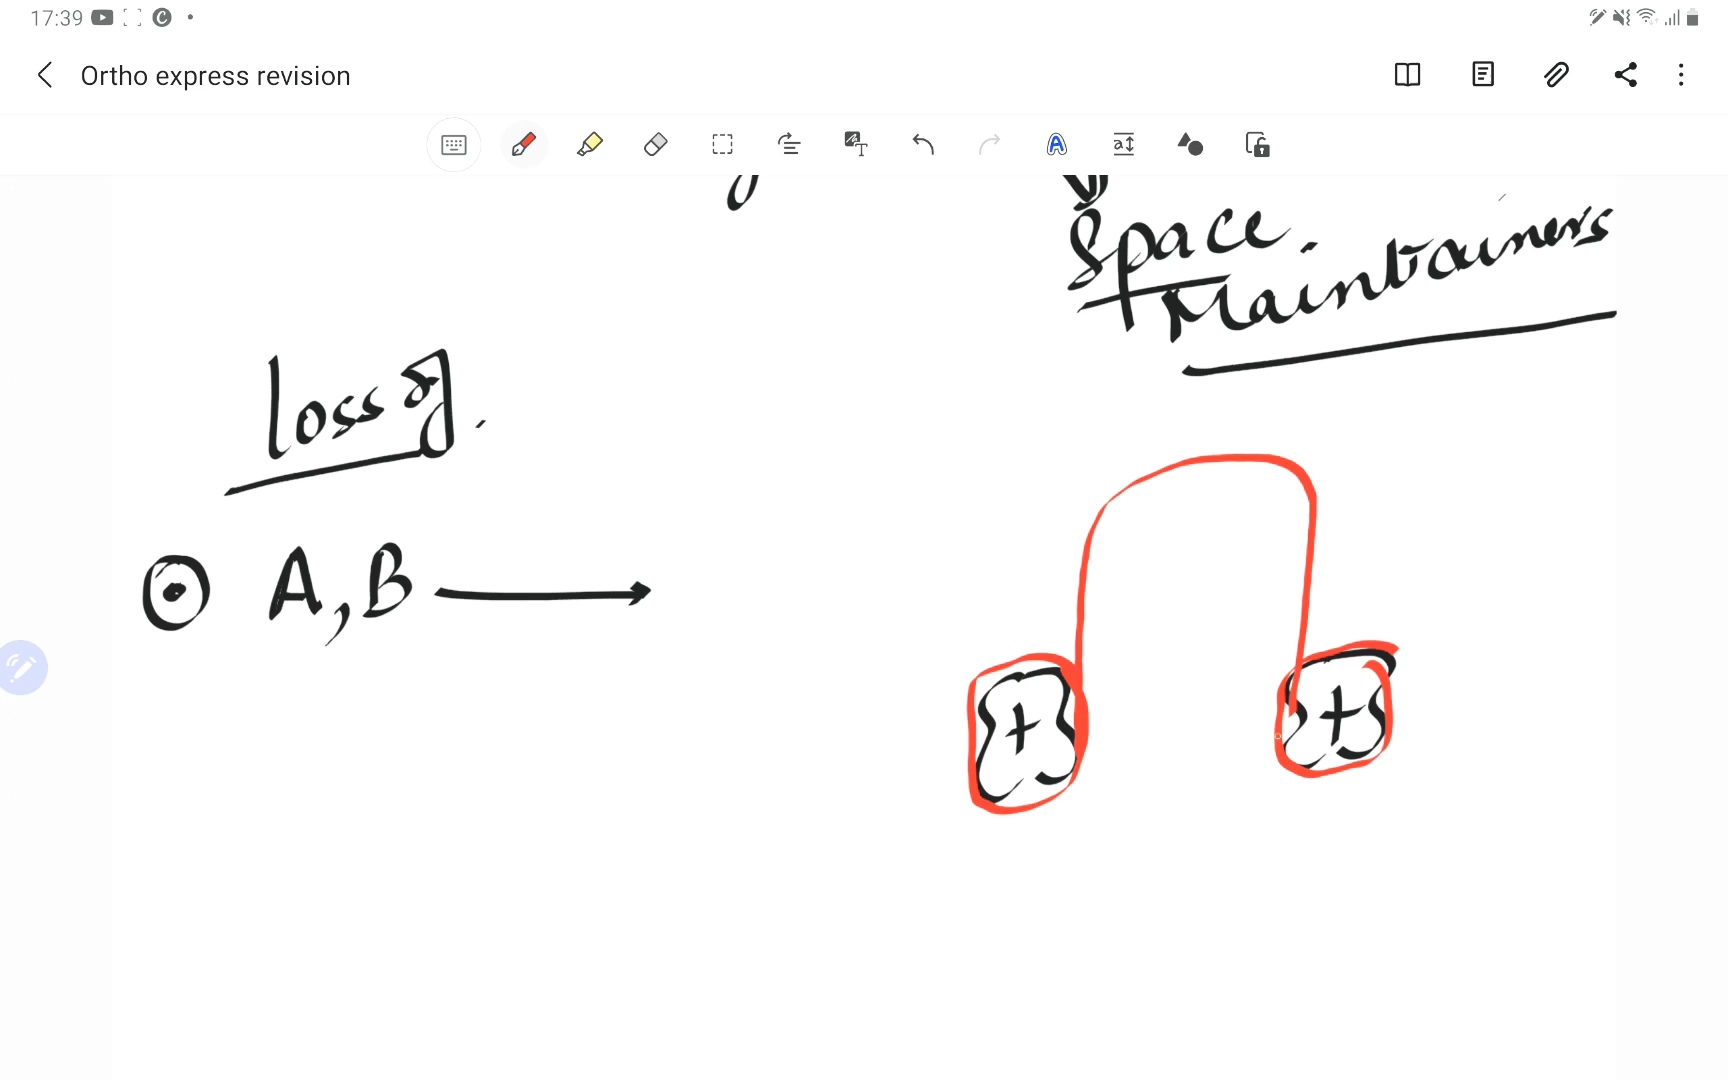 17:39
Ortho express revision
Space.
Maintainers
loss of.
A, B